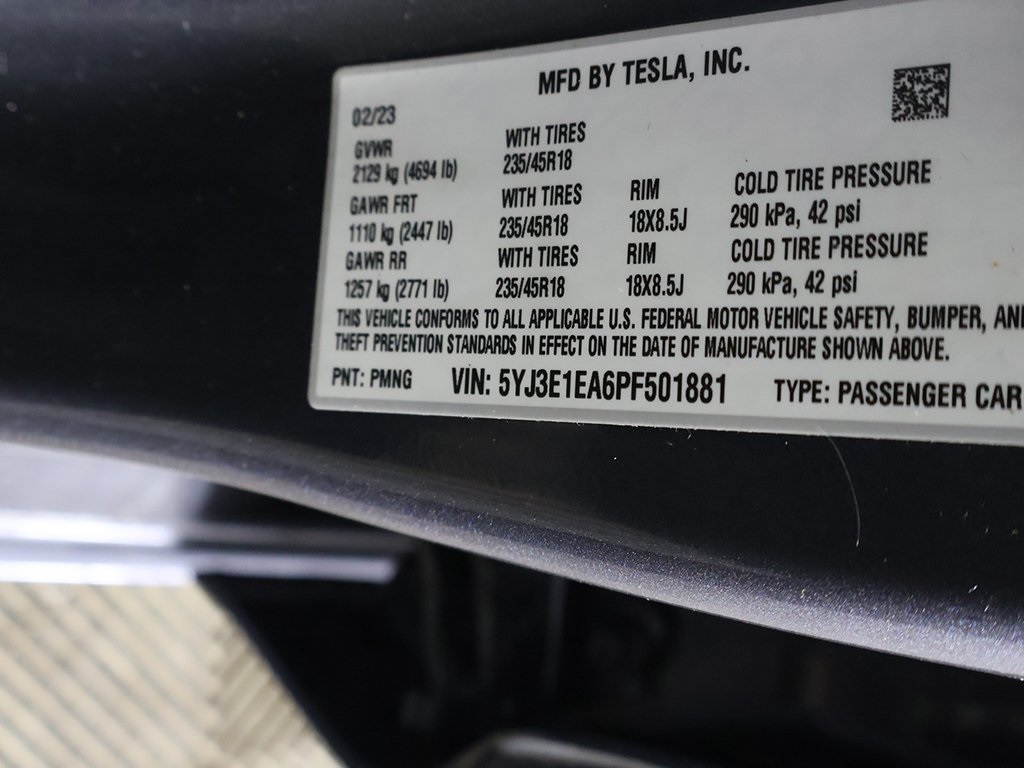 MFD BY TESLA, INC.
02/23
GVWR WITH TIRES
2129 kg (4694 lb) 235/45R18
GAWR FRT WITH TIRES RIM COLD TIRE PRESSURE
1110 kg (2447 lb) 235/45R18 18X8.5J 290 kPa, 42 psi
GAWR RR WITH TIRES RIM COLD TIRE PRESSURE
1257 kg (2771 lb) 235/45R18 18X8.5J 290 kPa, 42 psi
THIS VEHICLE CONFORMS TO ALL APPLICABLE U.S. FEDERAL MOTOR VEHICLE SAFETY, BUMPER, AND
THEFT PREVENTION STANDARDS IN EFFECT ON THE DATE OF MANUFACTURE SHOWN ABOVE.
PNT: PMNG VIN: 5YJ3E1EA6PF501881 TYPE: PASSENGER CAR